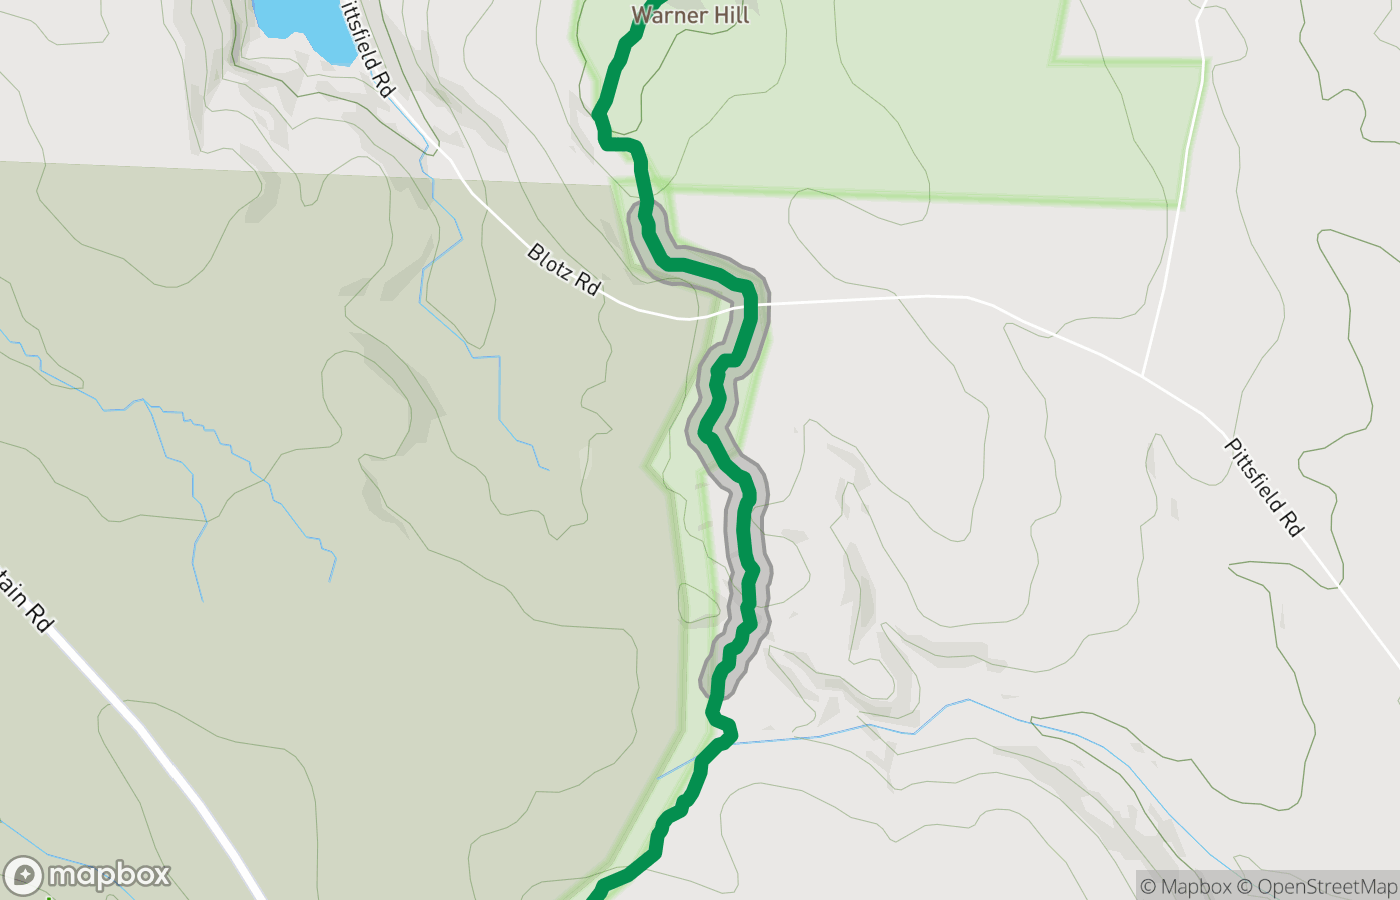 Warner Hill
ittsfield Rd
Blotz Rd
Pittsfield Rd
tain Rd
mapbox
© Mapbox © OpenStreetMap